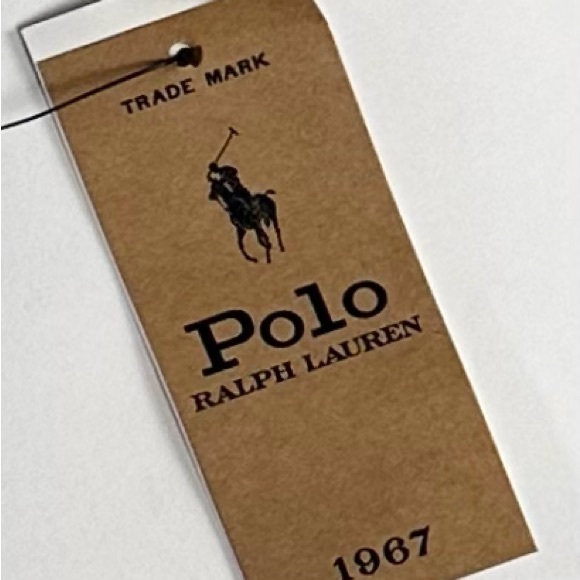 TRADE MARK
Polo
RALPH LAUREN
1967